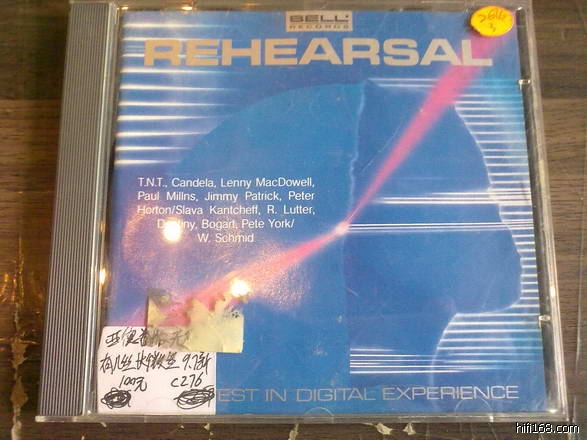 BELL
RECORDS
REHEARSAL
T.N.T., Candela, Lenny MacDowell,
Paul Millns, Jimmy Patrick, Peter
Horton/Slava Kantcheff, R. Lutter,
Bogart, Pete York/
W. Schmid
100元 C276
EST IN DIGITAL EXPERIENCE
hifi168.com